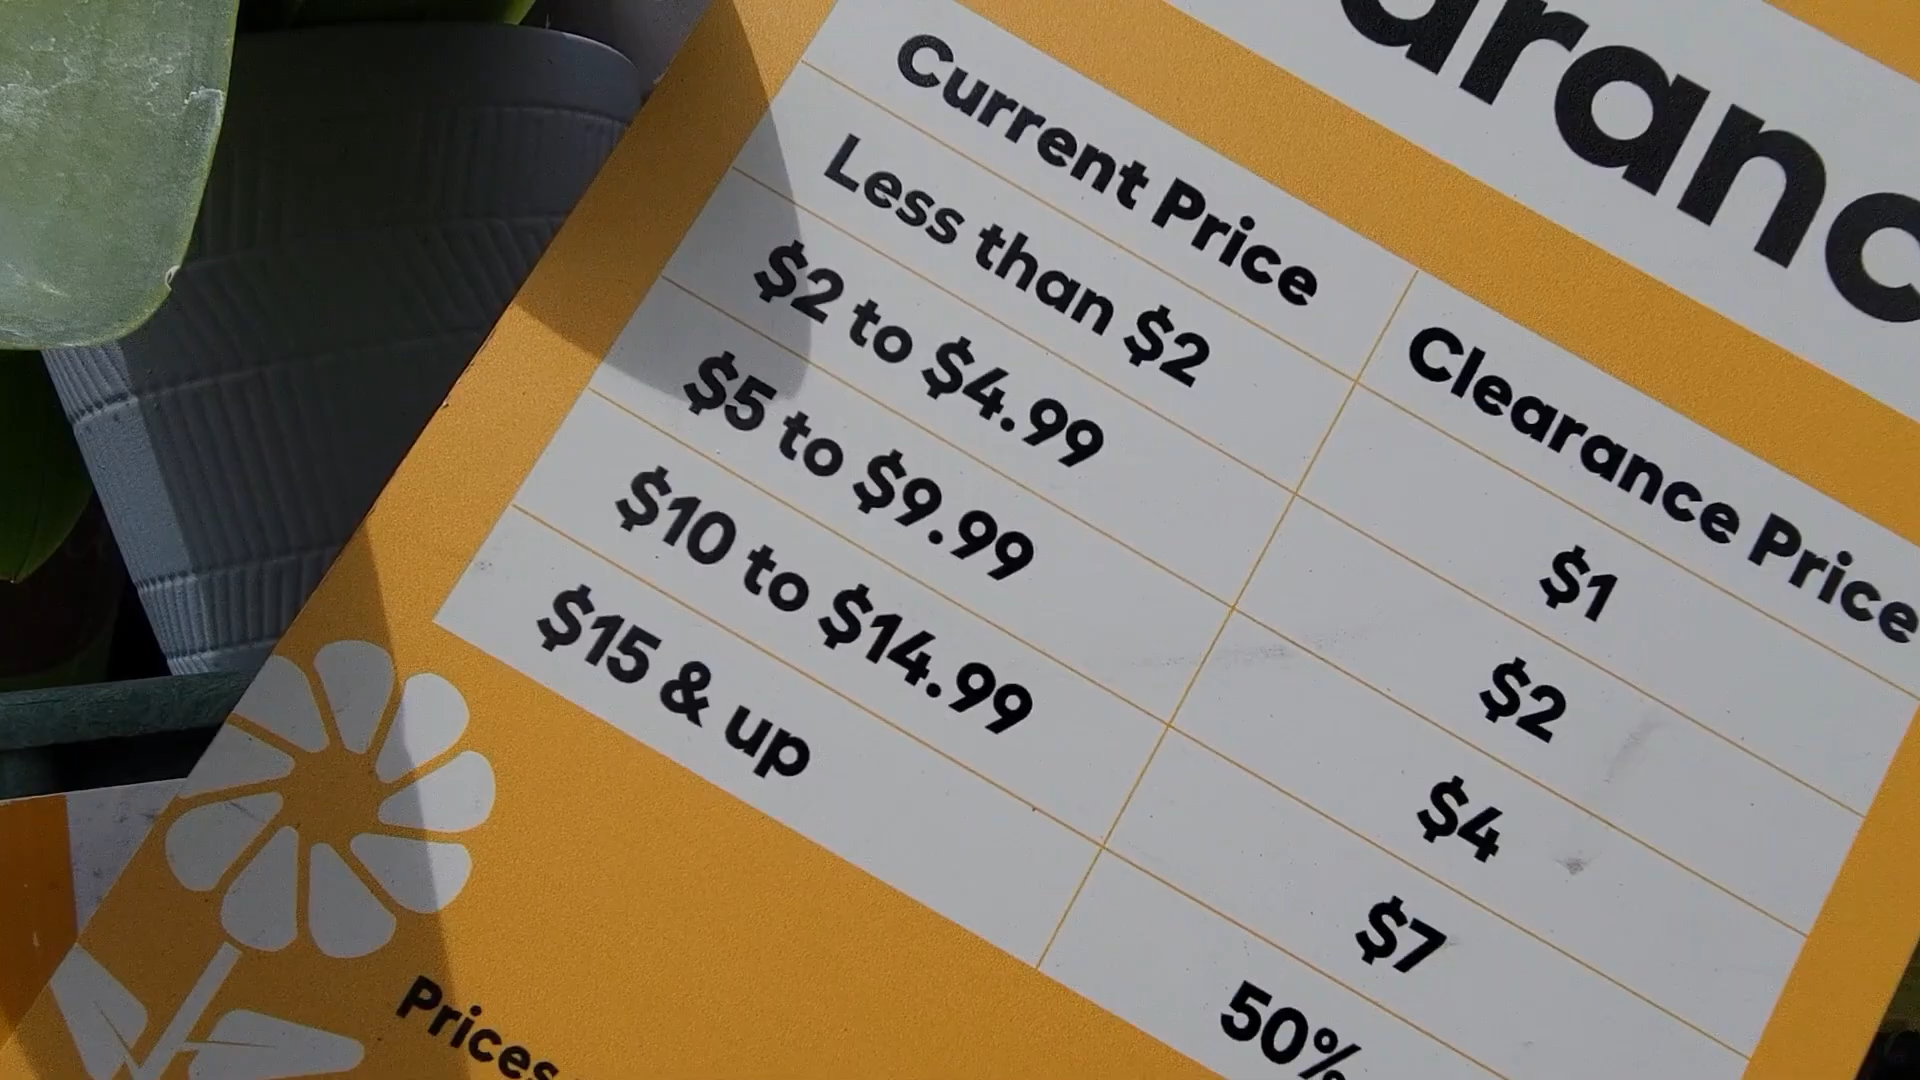 Current Price Clearance Price
Less than $2 $1
$2 to $4.99 $2
$5 to $9.99 $4
$10 to $14.99 $7
$15 & up 50%
Prices